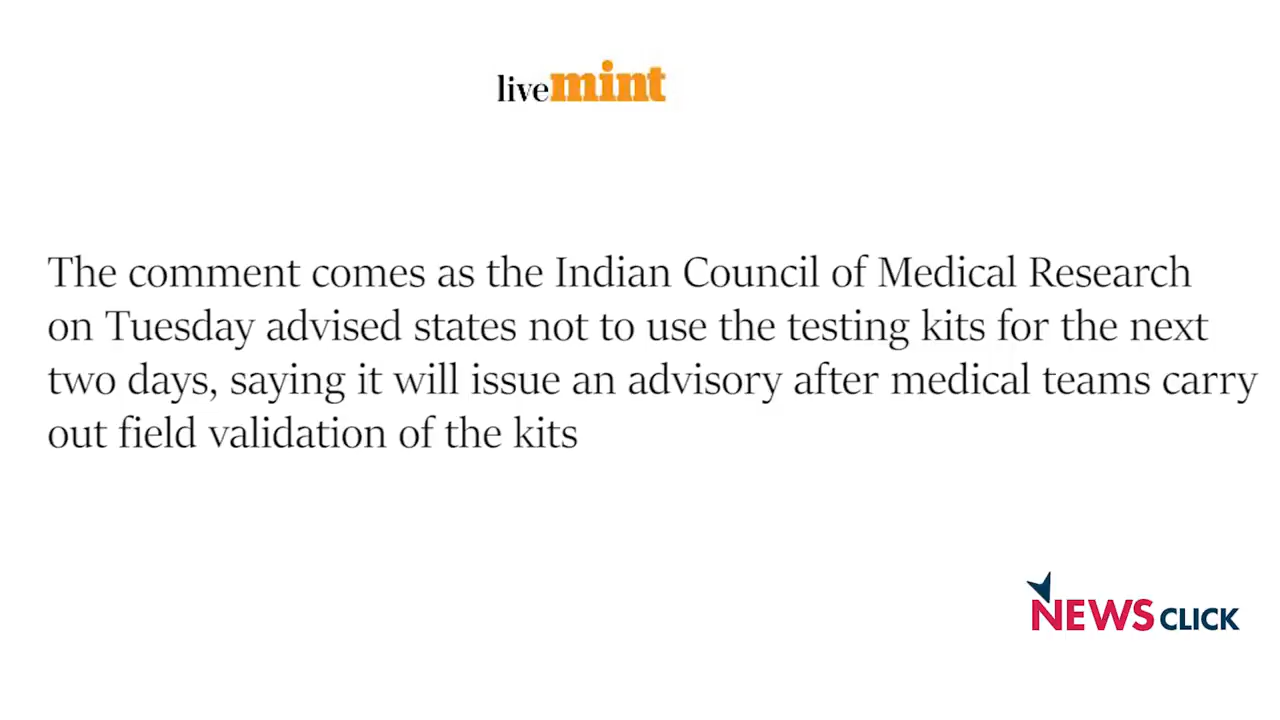 livemint
The comment comes as the Indian Council of Medical Research
on Tuesday advised states not to use the testing kits for the next
two days, saying it will issue an advisory after medical teams carry
out field validation of the kits
NEWSCLICK